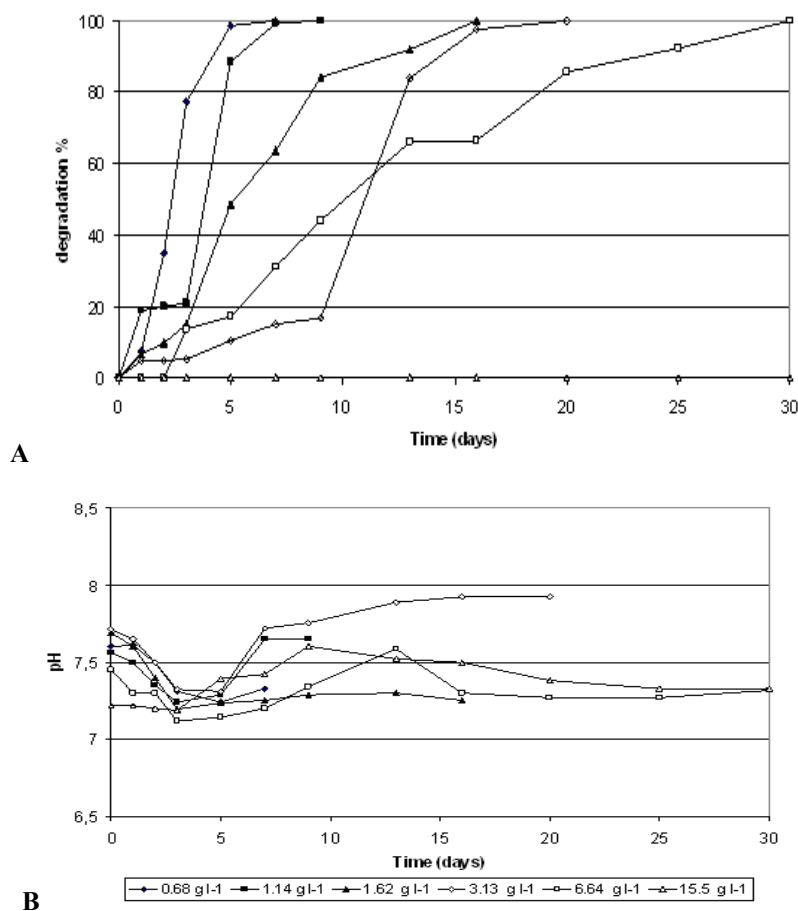 degradation %
100
80
60
40
20
0
0 5 10 15 20 25 30
Time (days)
A
pH
8,5
8
7,5
7
6,5
0 5 10 15 20 25 30
Time (days)
B
0.68 g l-1 1.14 g l-1 1.62 g l-1 3.13 g l-1 6.64 g l-1 15.5 g l-1